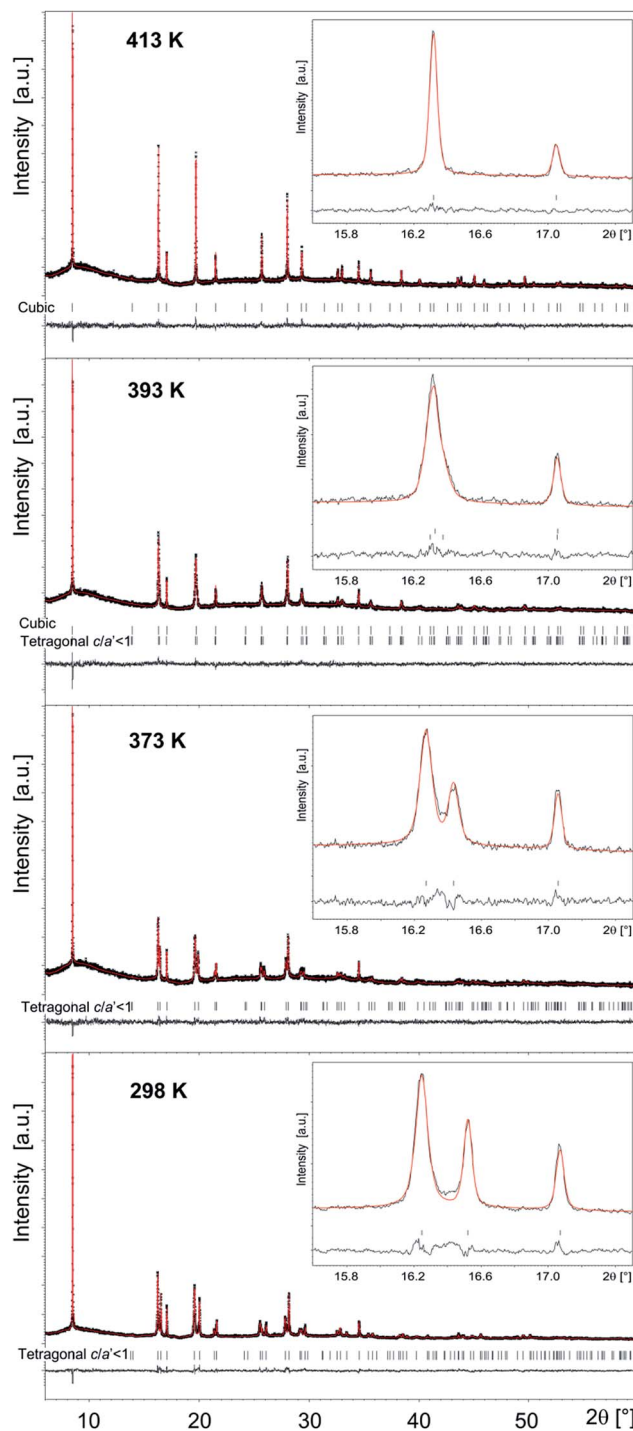 413 K
Intensity [a.u.]
Intensity [a.u.]
15.8 16.2 16.6 17.0 2θ [°]
Cubic
393 K
Intensity [a.u.]
Intensity [a.u.]
15.8 16.2 16.6 17.0 2θ [°]
Cubic
Tetragonal c/a'<1
373 K
Intensity [a.u.]
Intensity [a.u.]
15.8 16.2 16.6 17.0 2θ [°]
Tetragonal c/a'<1
298 K
Intensity [a.u.]
Intensity [a.u.]
15.8 16.2 16.6 17.0 2θ [°]
Tetragonal c/a'<1
10 20 30 40 50 2θ [°]